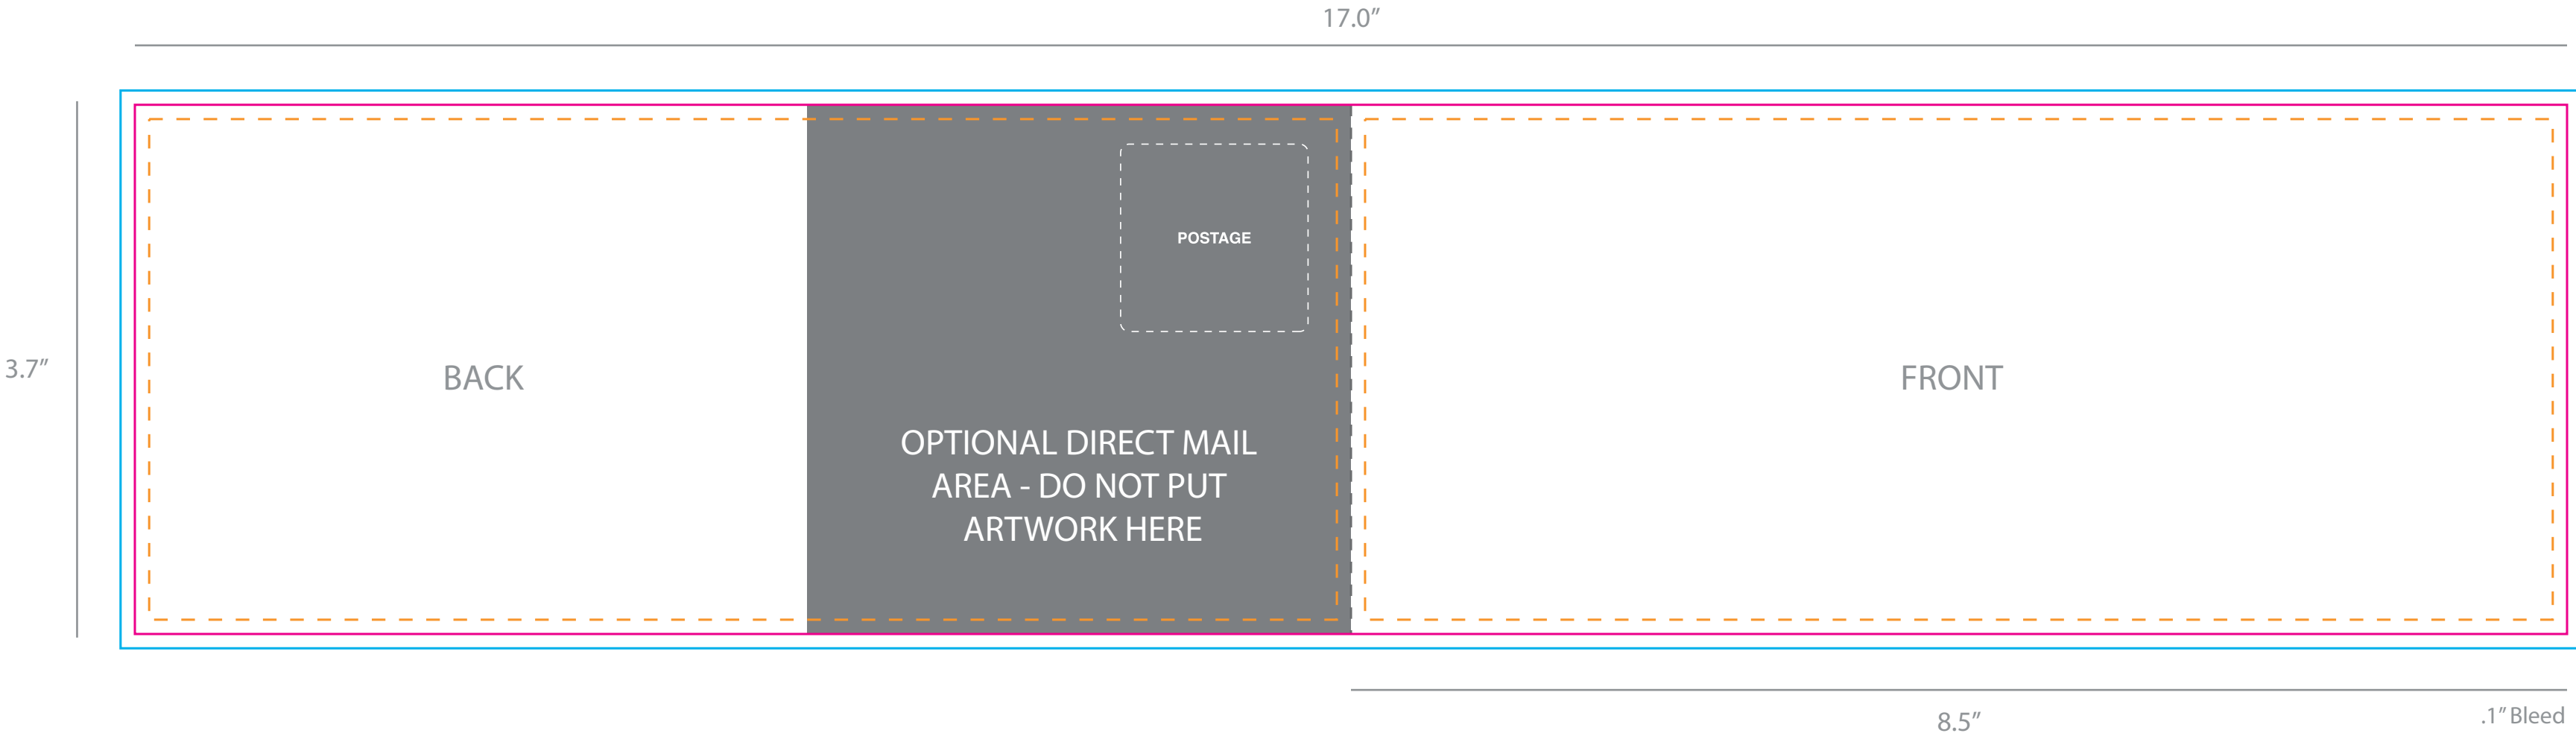 17.0”
3.7”
POSTAGE
BACK
OPTIONAL DIRECT MAIL
AREA - DO NOT PUT
ARTWORK HERE
FRONT
8.5”
.1” Bleed